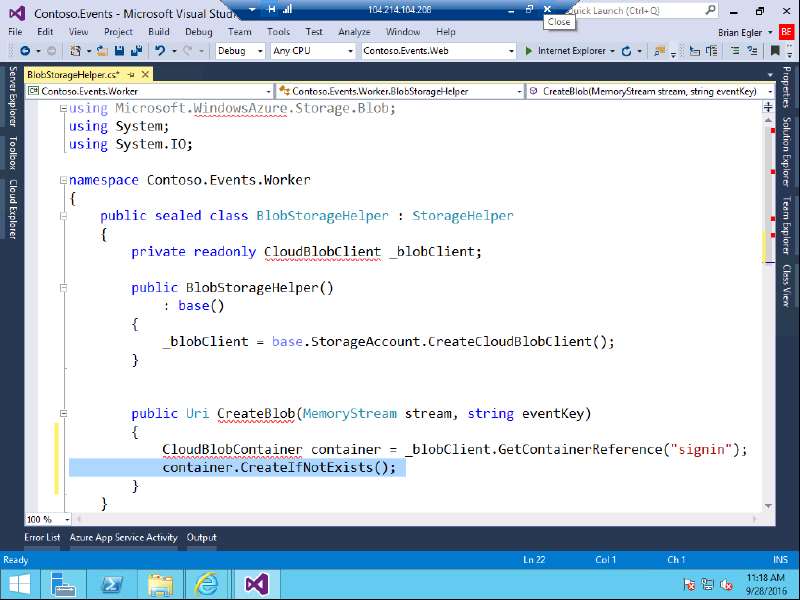 Contoso.Events - Microsoft Visual Stud
104.214.104.208
Quick Launch (Ctrl+Q)
Close
File Edit View Project Build Debug Team Tools Test Analyze Window Help
Brian Egler
BE
Debug Any CPU Contoso.Events.Web Internet Explorer
BlobStorageHelper.cs*
Contoso.Events.Worker Contoso.Events.Worker.BlobStorageHelper CreateBlob(MemoryStream stream, string eventKey)
Server Explorer
Toolbox
Cloud Explorer
using Microsoft.WindowsAzure.Storage.Blob;
using System;
using System.IO;
namespace Contoso.Events.Worker
{
public sealed class BlobStorageHelper : StorageHelper
{
private readonly CloudBlobClient _blobClient;
public BlobStorageHelper()
: base()
{
_blobClient = base.StorageAccount.CreateCloudBlobClient();
}
public Uri CreateBlob(MemoryStream stream, string eventKey)
{
CloudBlobContainer container = _blobClient.GetContainerReference("signin");
container.CreateIfNotExists();
}
}
Properties
Solution Explorer
Team Explorer
Class View
100 %
Error List Azure App Service Activity Output
Ready Ln 22 Col 1 Ch 1 INS
11:18 AM
9/28/2016